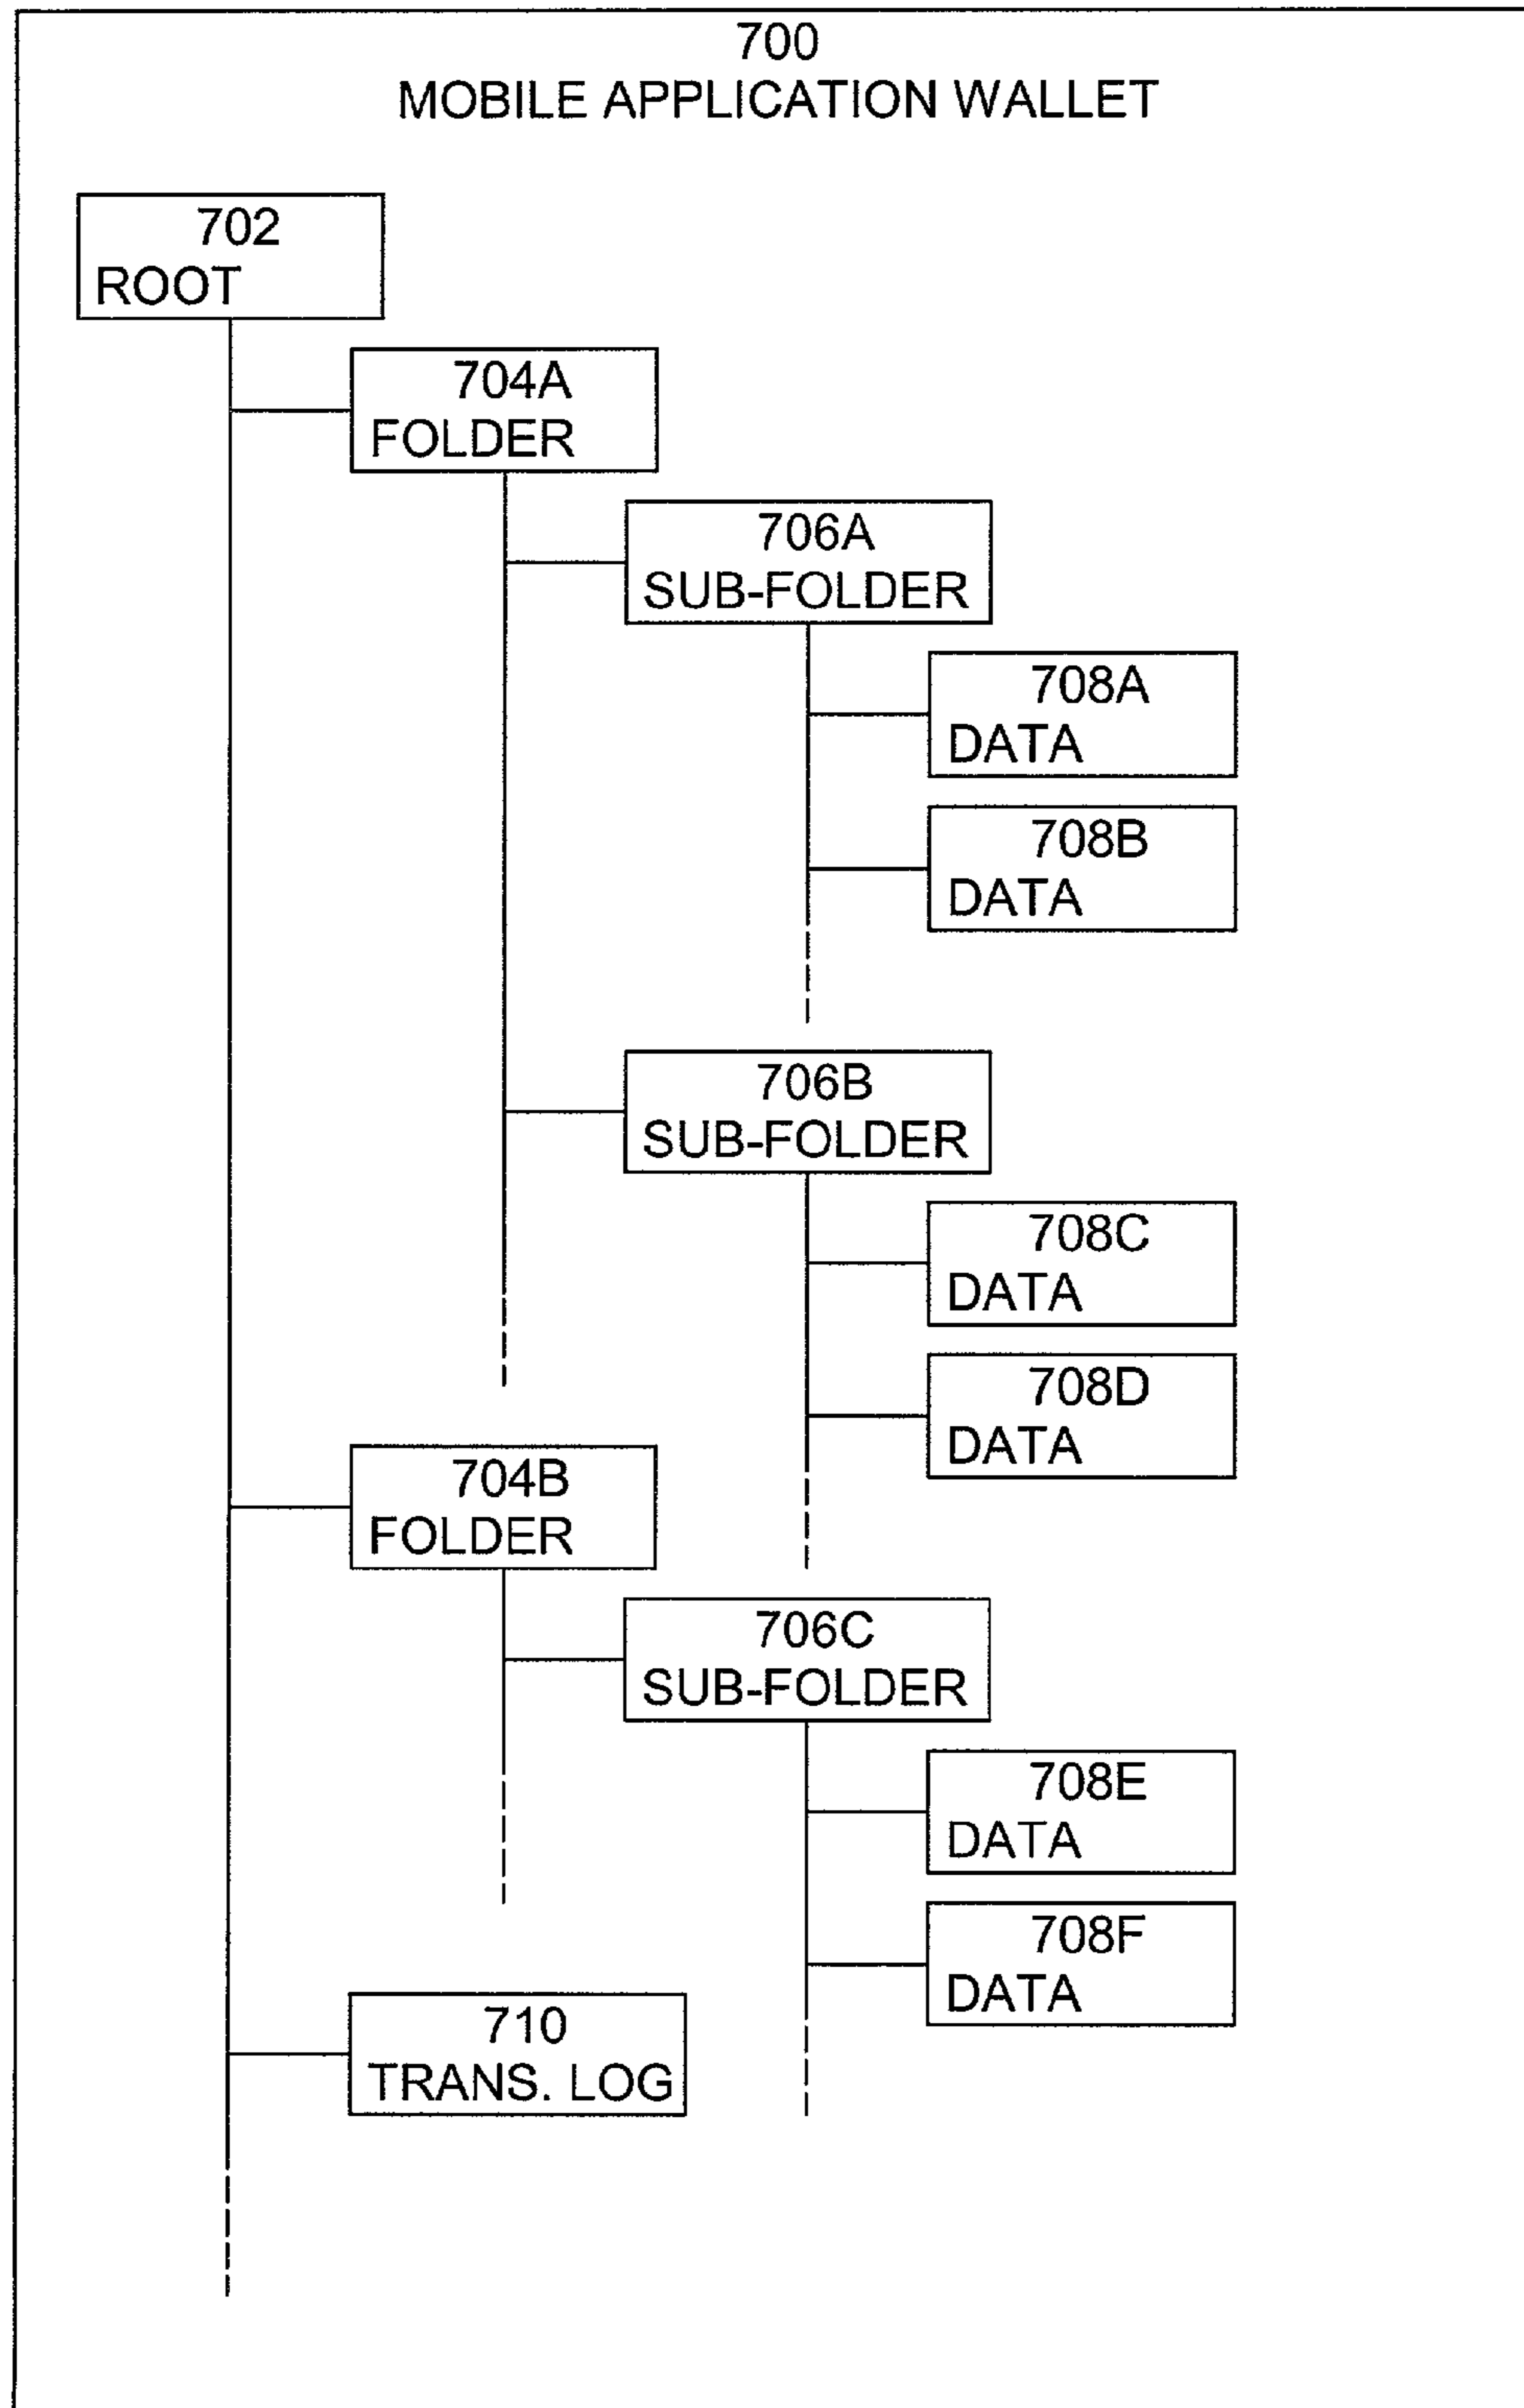 700
MOBILE APPLICATION WALLET
702
ROOT
704A
FOLDER
706A
SUB-FOLDER
708A
DATA
708B
DATA
706B
SUB-FOLDER
708C
DATA
708D
DATA
704B
FOLDER
706C
SUB-FOLDER
708E
DATA
708F
DATA
710
TRANS. LOG